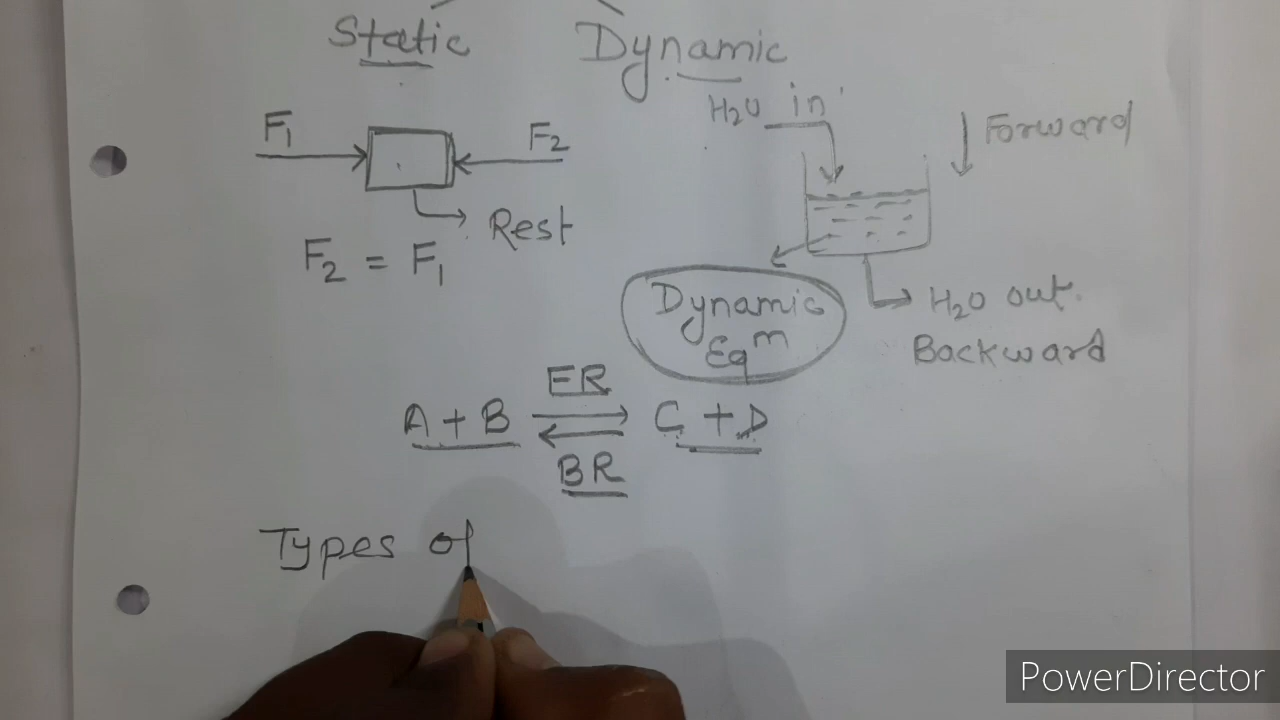 Static Dynamic
F1 F2
Rest
F2 = F1
H2O in
Forward
H2O out.
Backward
Dynamic
Eqm
FR
A + B ⇌ C + D
BR
Types of
PowerDirector